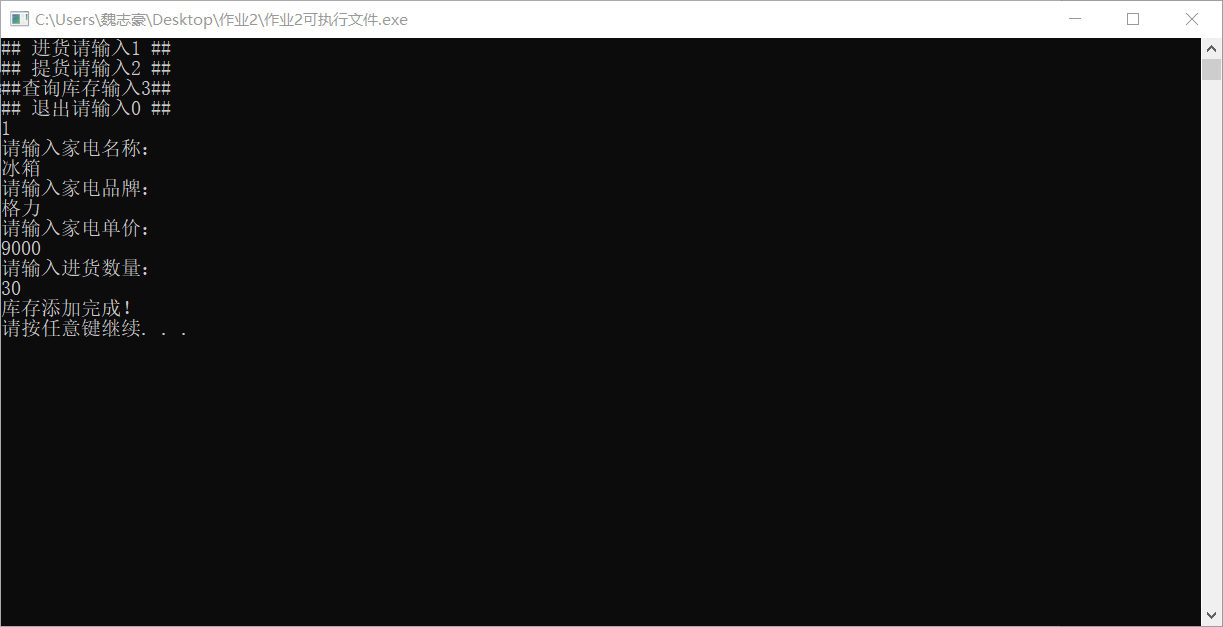 C:\Users\魏志豪\Desktop\作业2\作业2可执行文件.exe
## 进货请输入1 ##
## 提货请输入2 ##
##查询库存输入3##
## 退出请输入0 ##
1
请输入家电名称：
冰箱
请输入家电品牌：
格力
请输入家电单价：
9000
请输入进货数量：
30
库存添加完成！
请按任意键继续. . .